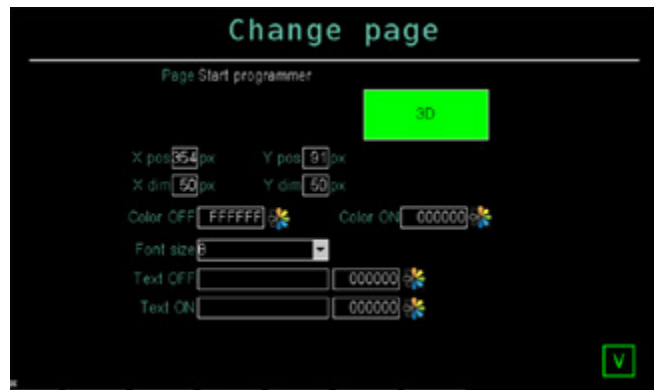 Change page
Page Start programmer
3D
X pos 354 px Y pos 91 px
X dim 50 px Y dim 50 px
Color OFF FFFFFF Color ON 000000
Font size 8
Text OFF 000000
Text ON 000000
V